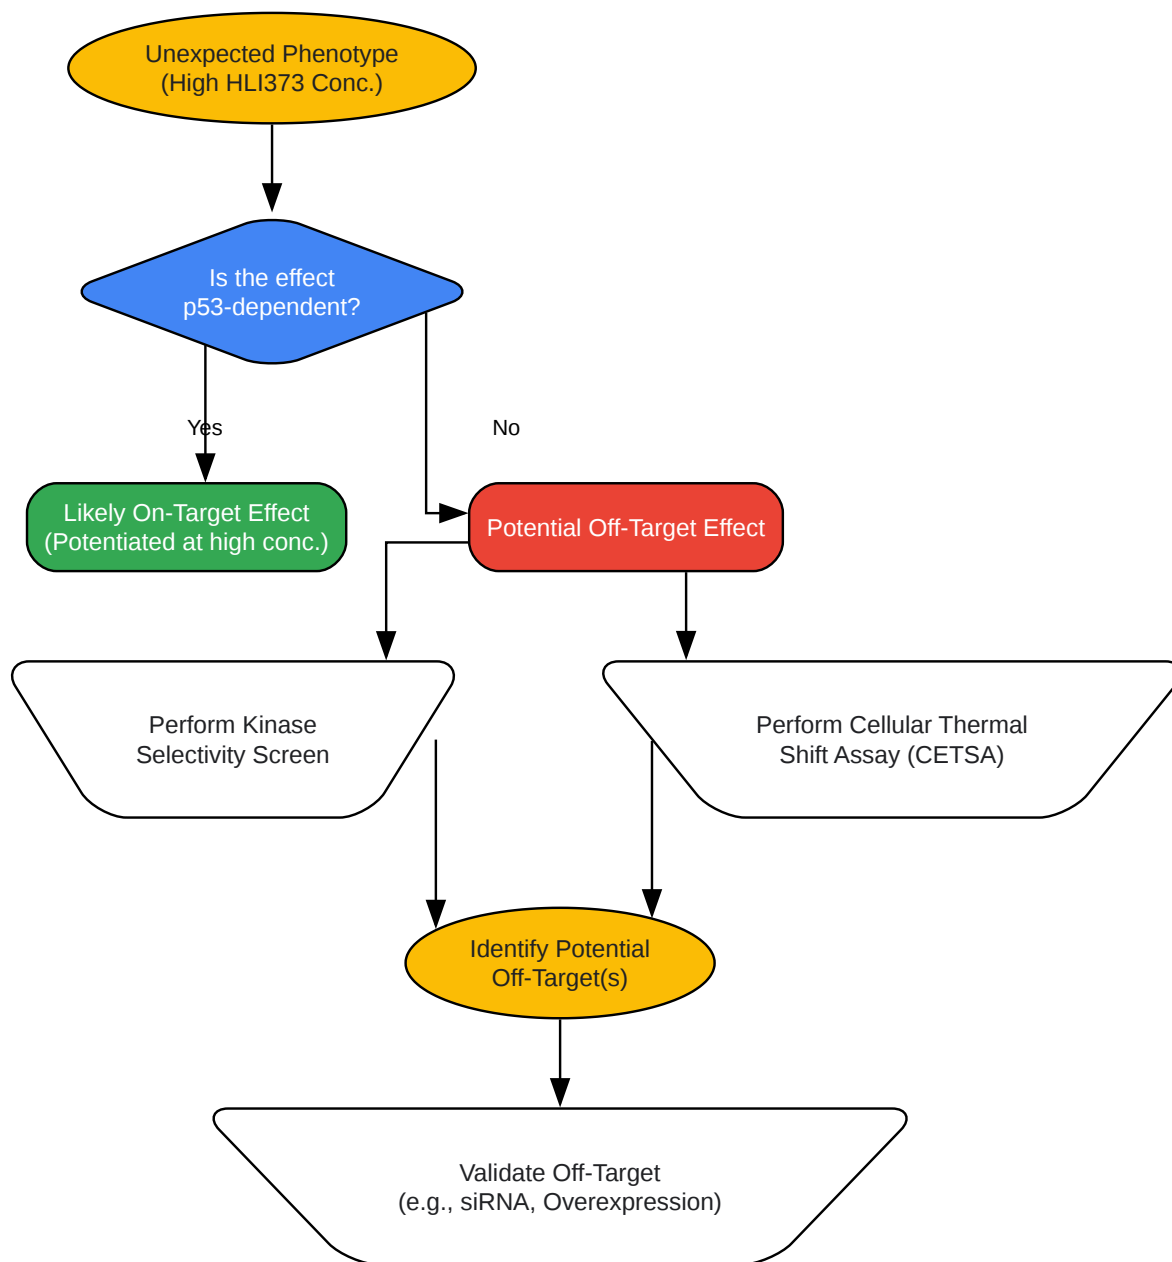 Unexpected Phenotype
(High HLI373 Conc.)
Is the effect
p53-dependent?
Yes
No
Likely On-Target Effect
(Potentiated at high conc.)
Potential Off-Target Effect
Perform Kinase
Selectivity Screen
Perform Cellular Thermal
Shift Assay (CETSA)
Identify Potential
Off-Target(s)
Validate Off-Target
(e.g., siRNA, Overexpression)